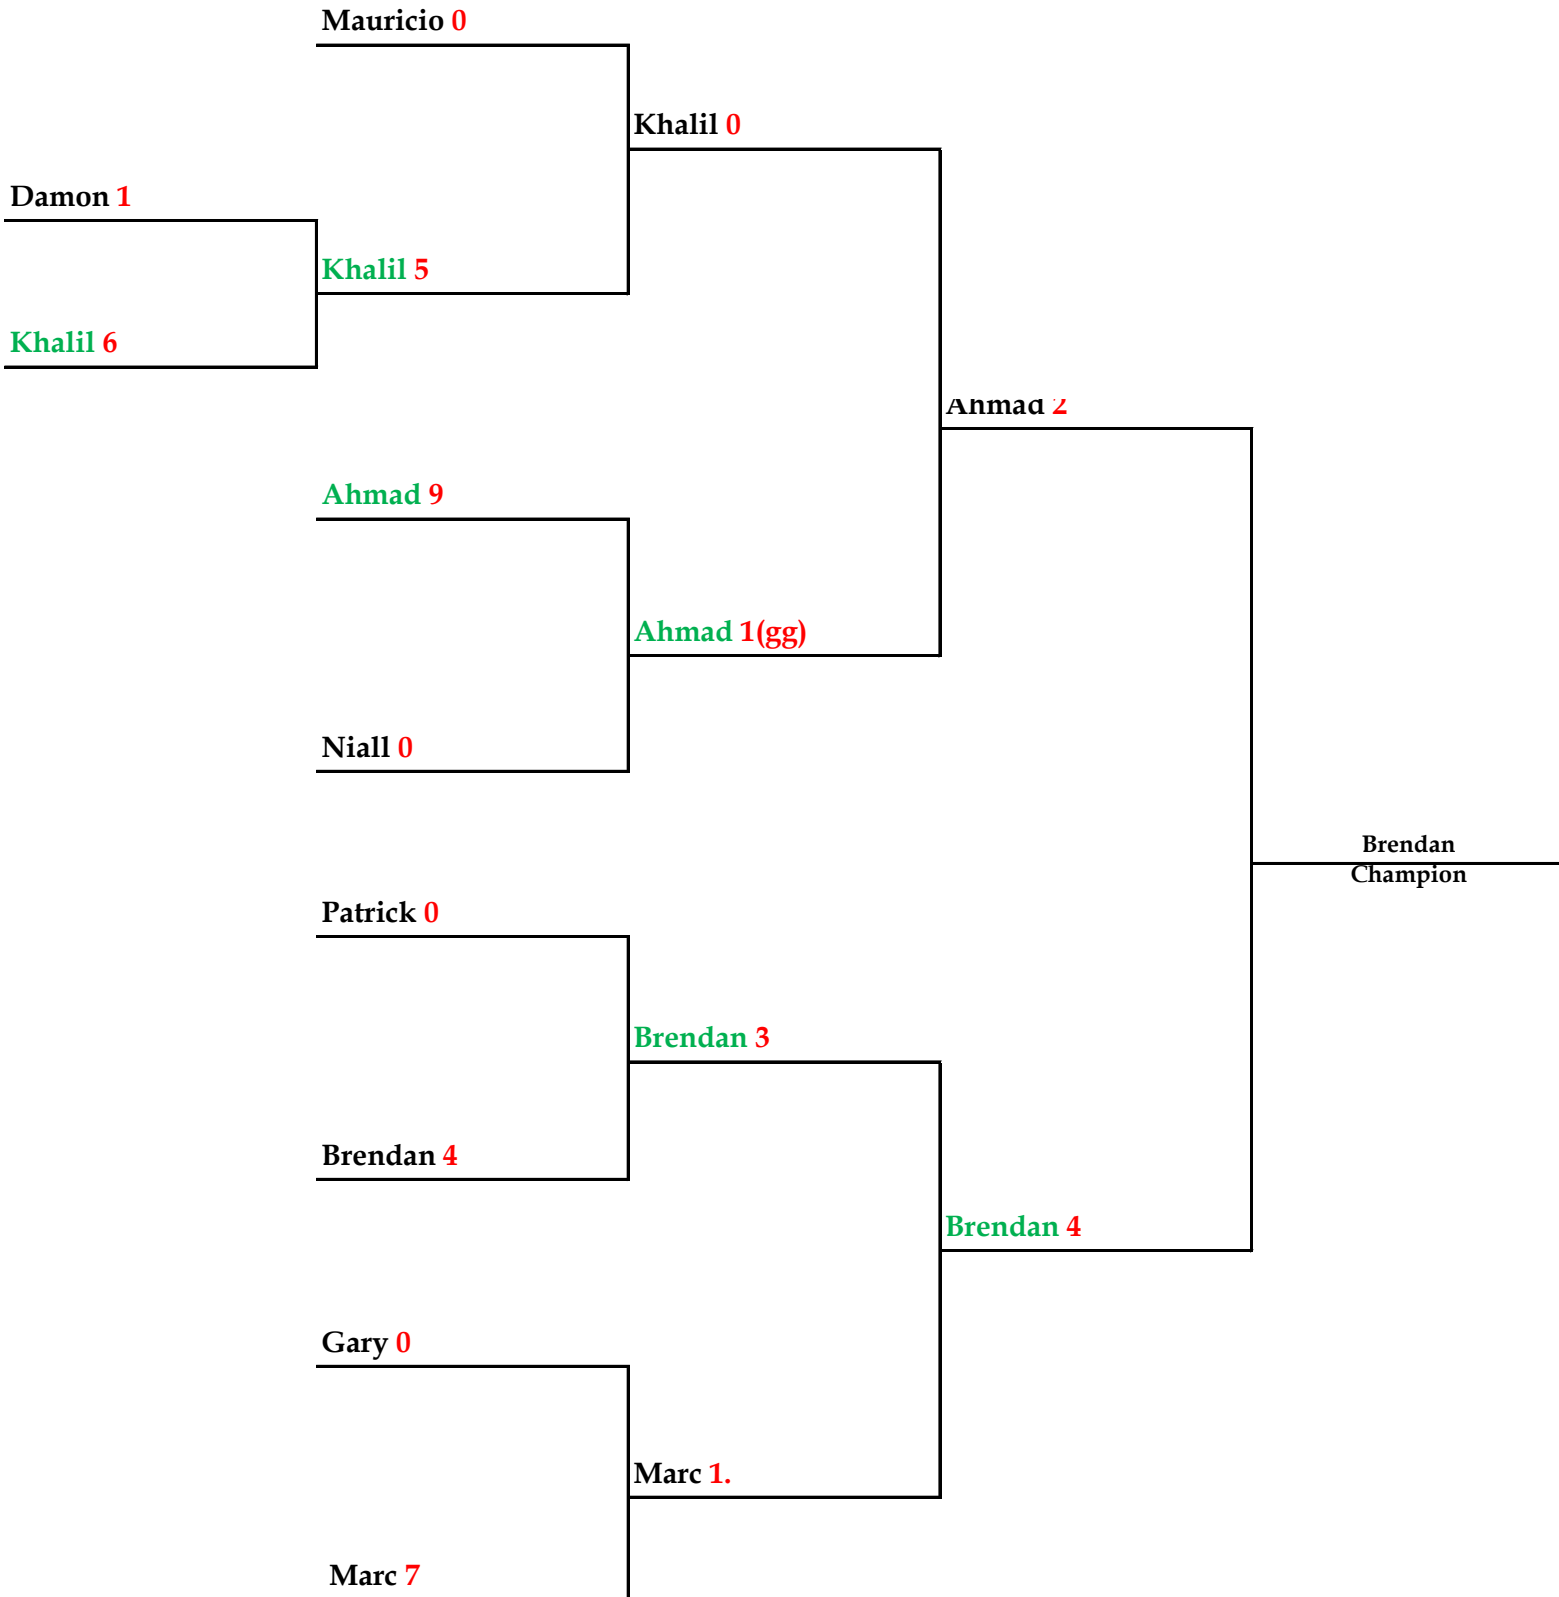 Mauricio 0
Khalil 0
Damon 1
Khalil 5
Khalil 6
Ahmad 2
Ahmad 9
Ahmad 1(gg)
Niall 0
Brendan
Champion
Patrick 0
Brendan 3
Brendan 4
Brendan 4
Gary 0
Marc 1.
Marc 7